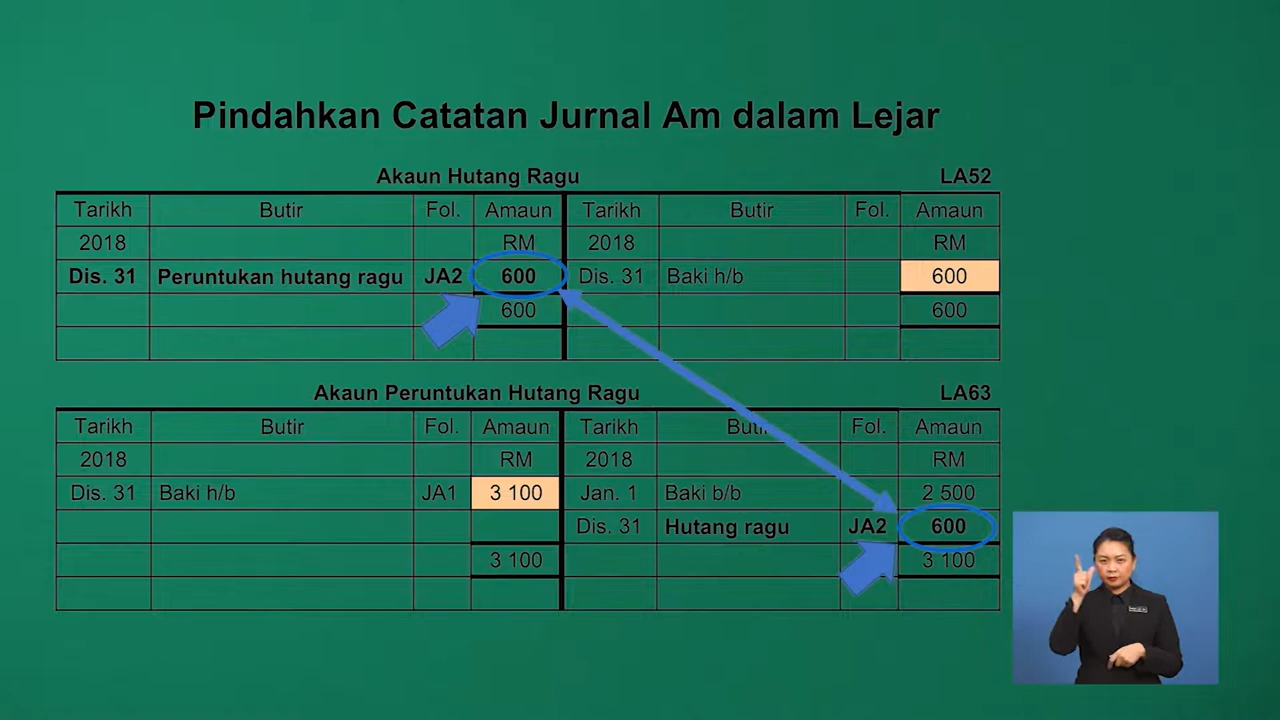 Pindahkan Catatan Jurnal Am dalam Lejar
Akaun Hutang Ragu LA52
Tarikh Butir Fol. Amaun Tarikh Butir Fol. Amaun
2018 RM 2018 RM
Dis. 31 Peruntukan hutang ragu JA2 600 Dis. 31 Baki h/b 600
600 600
Akaun Peruntukan Hutang Ragu LA63
Tarikh Butir Fol. Amaun Tarikh Butir Fol. Amaun
2018 RM 2018 RM
Dis. 31 Baki h/b JA1 3 100 Jan. 1 Baki b/b 2 500
Dis. 31 Hutang ragu JA2 600
3 100 3 100